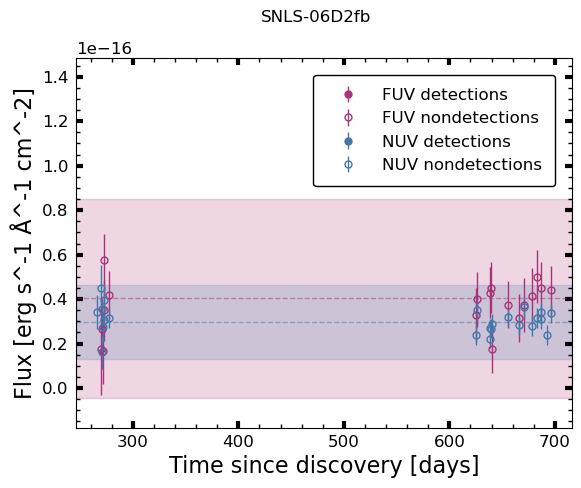 SNLS-06D2fb
1e−16
FUV detections
FUV nondetections
NUV detections
NUV nondetections
1.4
1.2
1.0
0.8
0.6
0.4
0.2
0.0
Flux [erg s^-1 Å^-1 cm^-2]
300 400 500 600 700
Time since discovery [days]